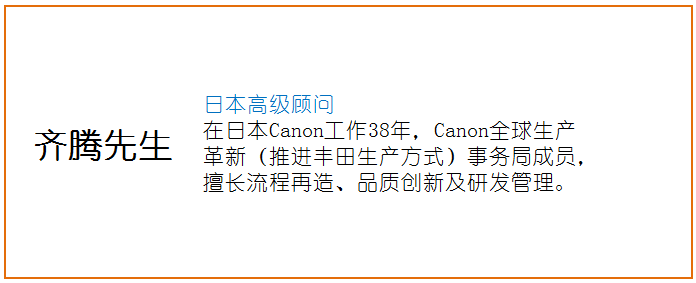 齐腾先生
日本高级顾问
在日本Canon工作38年，Canon全球生产
革新（推进丰田生产方式）事务局成员，
擅长流程再造、品质创新及研发管理。